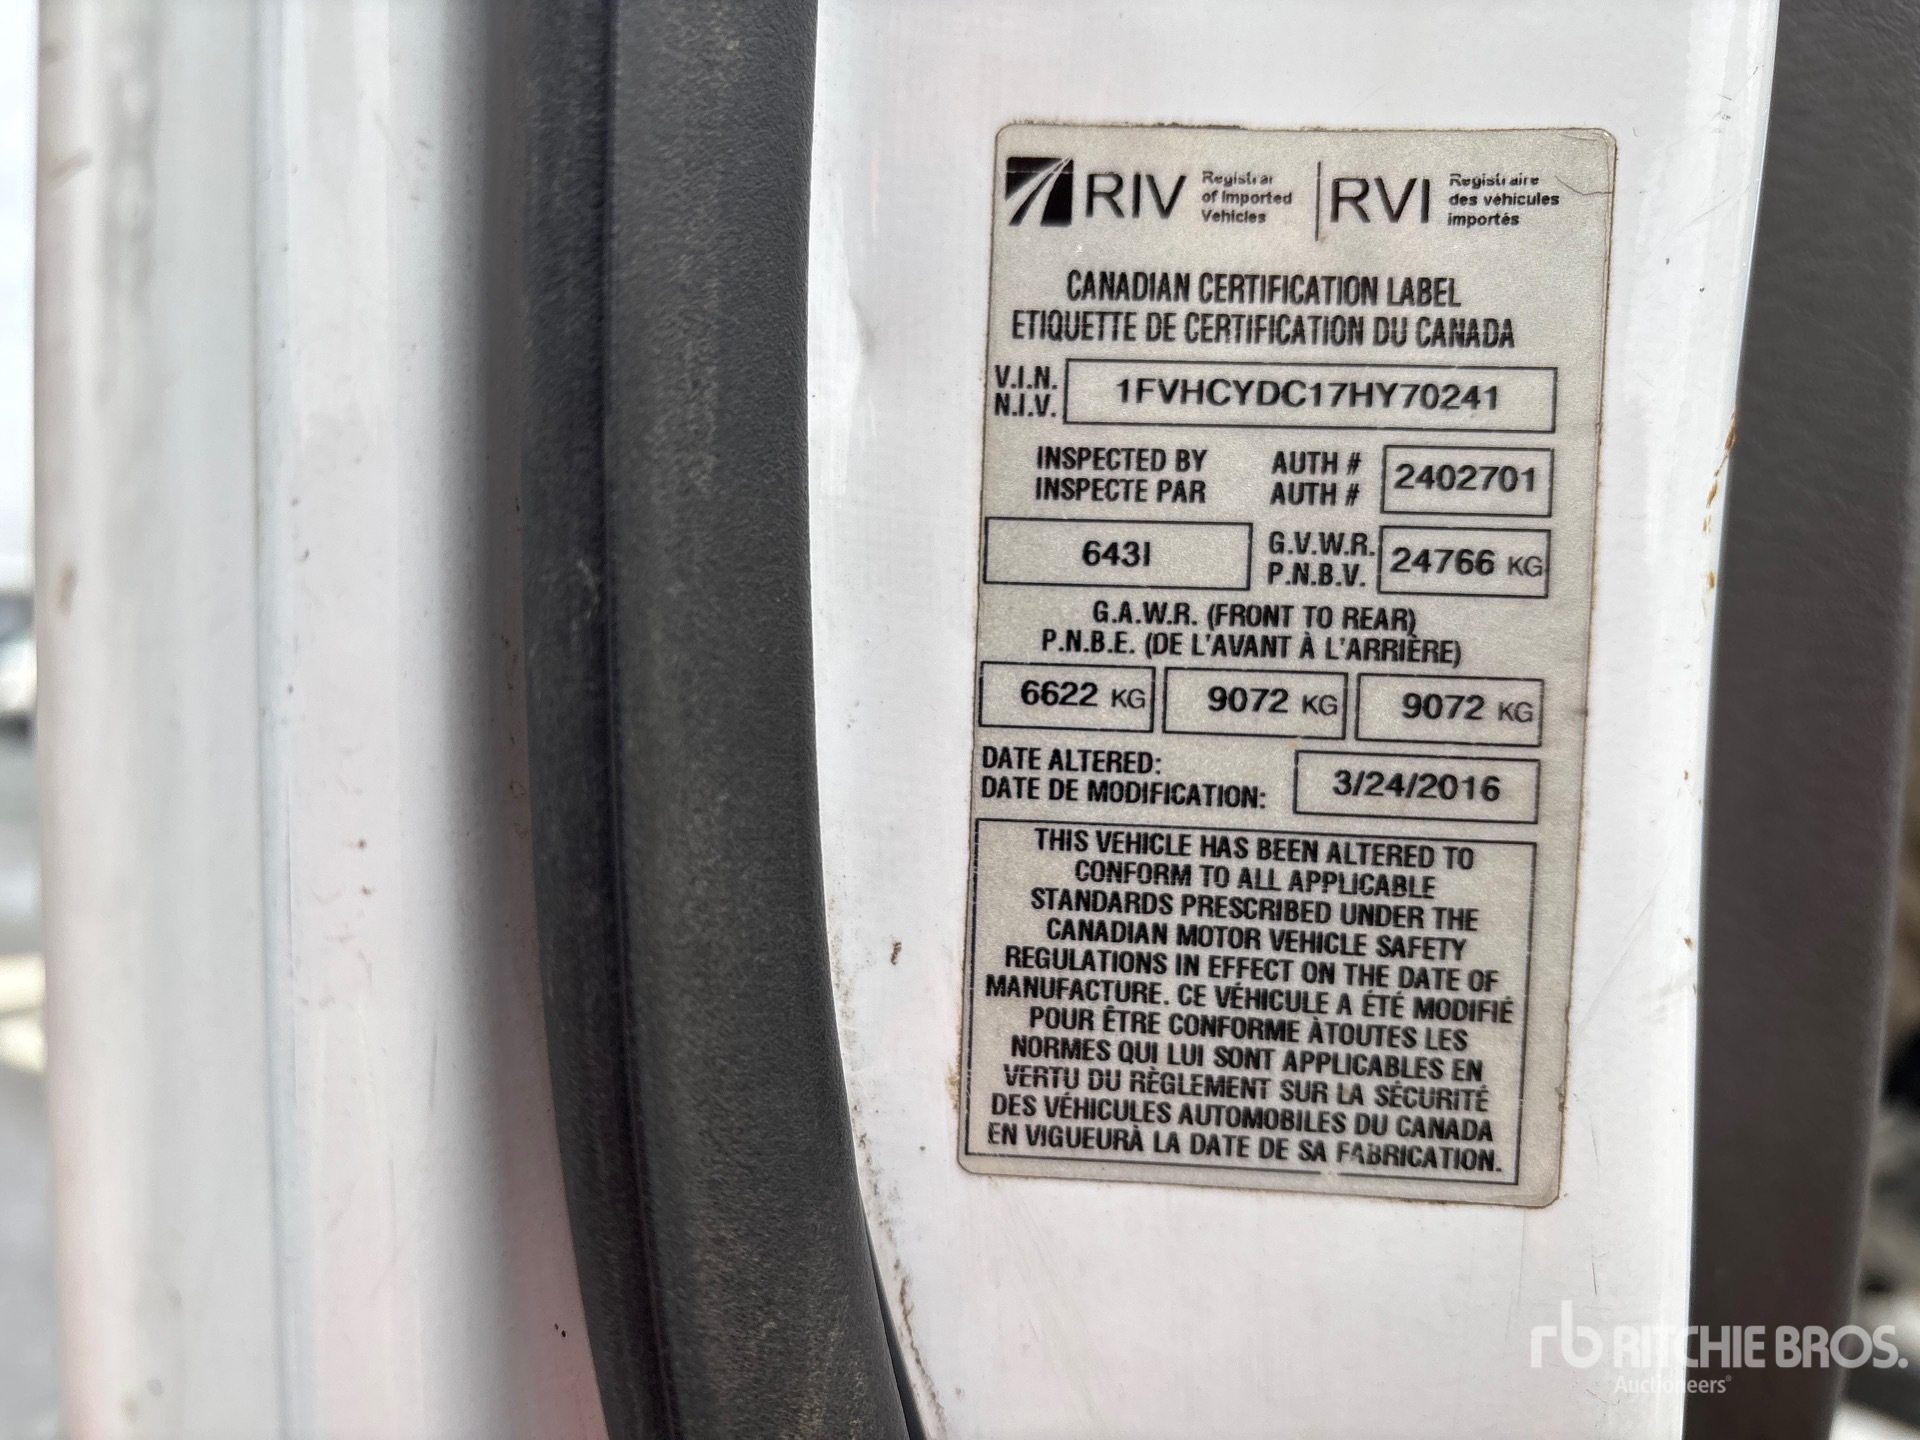 RIV Registrar of Imported Vehicles | RVI Registraire des véhicules importés
CANADIAN CERTIFICATION LABEL
ETIQUETTE DE CERTIFICATION DU CANADA
V.I.N.
N.I.V.
1FVHCYDC17HY70241
INSPECTED BY
INSPECTE PAR
AUTH #
AUTH #
2402701
643I
G.V.W.R.
P.N.B.V.
24766 KG
G.A.W.R. (FRONT TO REAR)
P.N.B.E. (DE L'AVANT À L'ARRIÈRE)
6622 KG 9072 KG 9072 KG
DATE ALTERED:
DATE DE MODIFICATION:
3/24/2016
THIS VEHICLE HAS BEEN ALTERED TO
CONFORM TO ALL APPLICABLE
STANDARDS PRESCRIBED UNDER THE
CANADIAN MOTOR VEHICLE SAFETY
REGULATIONS IN EFFECT ON THE DATE OF
MANUFACTURE. CE VÉHICULE A ÉTÉ MODIFIÉ
POUR ÊTRE CONFORME ÀTOUTES LES
NORMES QUI LUI SONT APPLICABLES EN
VERTU DU RÈGLEMENT SUR LA SÉCURITÉ
DES VÉHICULES AUTOMOBILES DU CANADA
EN VIGUEURÀ LA DATE DE SA FABRICATION.
rb RITCHIE BROS.
Auctioneers®